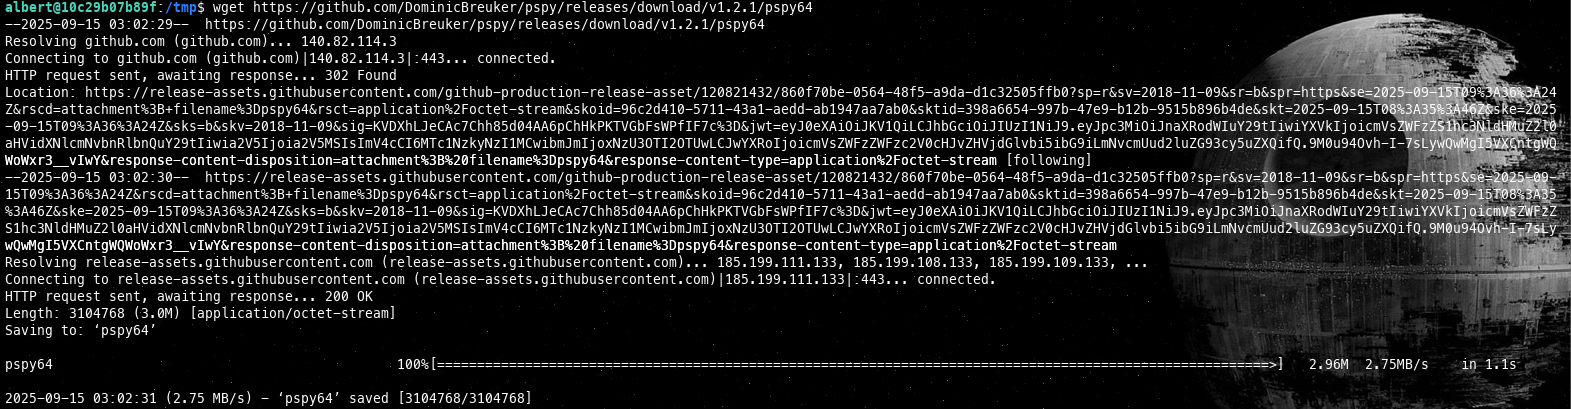 albert@10c29b07b89f:/tmp$ wget https://github.com/DominicBreuker/pspy/releases/download/v1.2.1/pspy64
--2025-09-15 03:02:29--  https://github.com/DominicBreuker/pspy/releases/download/v1.2.1/pspy64
Resolving github.com (github.com)... 140.82.114.3
Connecting to github.com (github.com)|140.82.114.3|:443... connected.
HTTP request sent, awaiting response... 302 Found
Location: https://release-assets.githubusercontent.com/github-production-release-asset/120821432/860f70be-0564-48f5-a9da-d1c32505ffb0?sp=r&sv=2018-11-09&sr=b&spr=https&se=2025-09-15T09%3A36%3A24
Z&rscd=attachment%3B+filename%3Dpspy64&rsct=application%2Foctet-stream&skoid=96c2d410-5711-43a1-aedd-ab1947aa7ab0&sktid=398a6654-997b-47e9-b12b-9515b896b4de&skt=2025-09-15T08%3A35%3A46Z&ske=2025
-09-15T09%3A36%3A24Z&sks=b&skv=2018-11-09&sig=KVDXhLJeCAc7Chh85d04AA6pChHkPKTVGbFsWPfIF7c%3D&jwt=eyJ0eXAiOiJKV1QiLCJhbGciOiJIUzI1NiJ9.eyJpc3MiOiJnaXRodWIuY29tIiwiYXVkIjoicmVsZWFzZS1hc3NldHMuZ2l0
aHVidXNlcmNvbnRlbnQuY29tIiwia2V5Ijoia2V5MSIsImV4cCI6MTc1NzkyNzI1MCwibmJmIjoxNzU3OTI2OTUwLCJwYXRoIjoicmVsZWFzZWFzc2V0cHJvZHVjdGlvbi5ibG9iLmNvcmUud2luZG93cy5uZXQifQ.9M0u94Ovh-I-7sLywQwMgI5VXCntgWQ
WoWxr3__vIwY&response-content-disposition=attachment%3B%20filename%3Dpspy64&response-content-type=application%2Foctet-stream [following]
--2025-09-15 03:02:30--  https://release-assets.githubusercontent.com/github-production-release-asset/120821432/860f70be-0564-48f5-a9da-d1c32505ffb0?sp=r&sv=2018-11-09&sr=b&spr=https&se=2025-09-
15T09%3A36%3A24Z&rscd=attachment%3B+filename%3Dpspy64&rsct=application%2Foctet-stream&skoid=96c2d410-5711-43a1-aedd-ab1947aa7ab0&sktid=398a6654-997b-47e9-b12b-9515b896b4de&skt=2025-09-15T08%3A35
%3A46Z&ske=2025-09-15T09%3A36%3A24Z&sks=b&skv=2018-11-09&sig=KVDXhLJeCAc7Chh85d04AA6pChHkPKTVGbFsWPfIF7c%3D&jwt=eyJ0eXAiOiJKV1QiLCJhbGciOiJIUzI1NiJ9.eyJpc3MiOiJnaXRodWIuY29tIiwiYXVkIjoicmVsZWFzZ
S1hc3NldHMuZ2l0aHVidXNlcmNvbnRlbnQuY29tIiwia2V5Ijoia2V5MSIsImV4cCI6MTc1NzkyNzI1MCwibmJmIjoxNzU3OTI2OTUwLCJwYXRoIjoicmVsZWFzZWFzc2V0cHJvZHVjdGlvbi5ibG9iLmNvcmUud2luZG93cy5uZXQifQ.9M0u94Ovh-I-7sLy
wQwMgI5VXCntgWQWoWxr3__vIwY&response-content-disposition=attachment%3B%20filename%3Dpspy64&response-content-type=application%2Foctet-stream
Resolving release-assets.githubusercontent.com (release-assets.githubusercontent.com)... 185.199.111.133, 185.199.108.133, 185.199.109.133, ...
Connecting to release-assets.githubusercontent.com (release-assets.githubusercontent.com)|185.199.111.133|:443... connected.
HTTP request sent, awaiting response... 200 OK
Length: 3104768 (3.0M) [application/octet-stream]
Saving to: ‘pspy64’
pspy64 100%[========================================================================================================>] 2.96M 2.75MB/s in 1.1s
2025-09-15 03:02:31 (2.75 MB/s) - ‘pspy64’ saved [3104768/3104768]